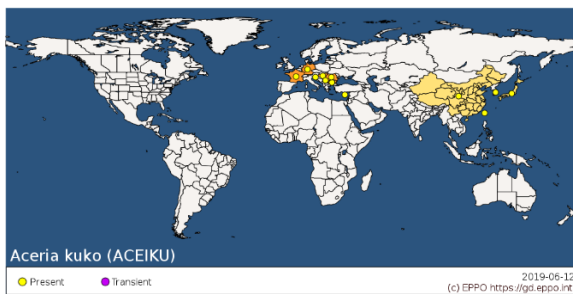 Aceria kuko (ACEIKU)
Present Transient
2019-06-12
(c) EPPO https://gd.eppo.int